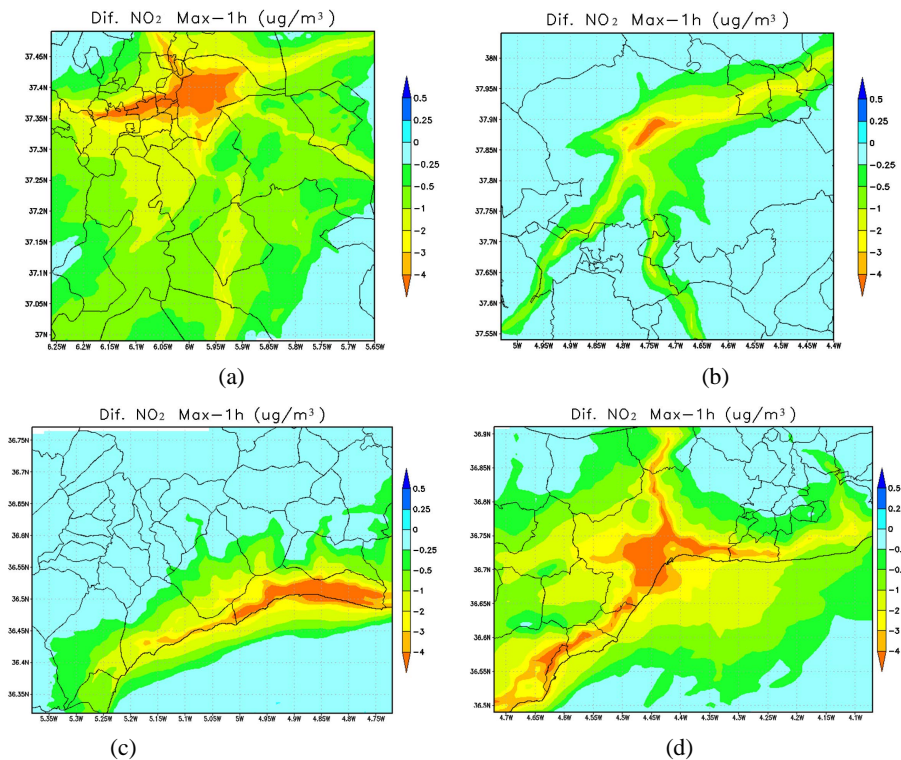 Dif. NO₂ Max−1h (ug/m³)
37.45N
37.4N
37.35N
37.3N
37.25N
37.2N
37.15N
37.1N
37.05N
37N
6.25W 6.2W 6.15W 6.1W 6.05W 6W 5.95W 5.9W 5.85W 5.8W 5.75W 5.7W 5.65W
0.5
0.25
−0.25
−0.5
−1
−2
−3
−4
(a)
Dif. NO₂ Max−1h (ug/m³)
38N
37.95N
37.9N
37.85N
37.8N
37.75N
37.7N
37.65N
37.6N
37.55N
5W 4.95W 4.9W 4.85W 4.8W 4.75W 4.7W 4.65W 4.6W 4.55W 4.5W 4.45W 4.4W
0.5
0.25
−0.25
−0.5
−1
−2
−3
−4
(b)
Dif. NO₂ Max−1h (ug/m³)
36.75N
36.7N
36.65N
36.6N
36.55N
36.5N
36.45N
36.4N
36.35N
5.35W 5.3W 5.25W 5.2W 5.15W 5.1W 5.05W 5W 4.95W 4.9W 4.85W 4.8W 4.75W
0.5
0.25
−0.25
−0.5
−1
−2
−3
−4
(c)
Dif. NO₂ Max−1h (ug/m³)
36.9N
36.85N
36.8N
36.75N
36.7N
36.65N
36.6N
36.55N
36.5N
4.7W 4.65W 4.6W 4.55W 4.5W 4.45W 4.4W 4.35W 4.3W 4.25W 4.2W 4.15W 4.1W
0.5
0.2
−0.
−0.
−1
−2
−3
−4
(d)